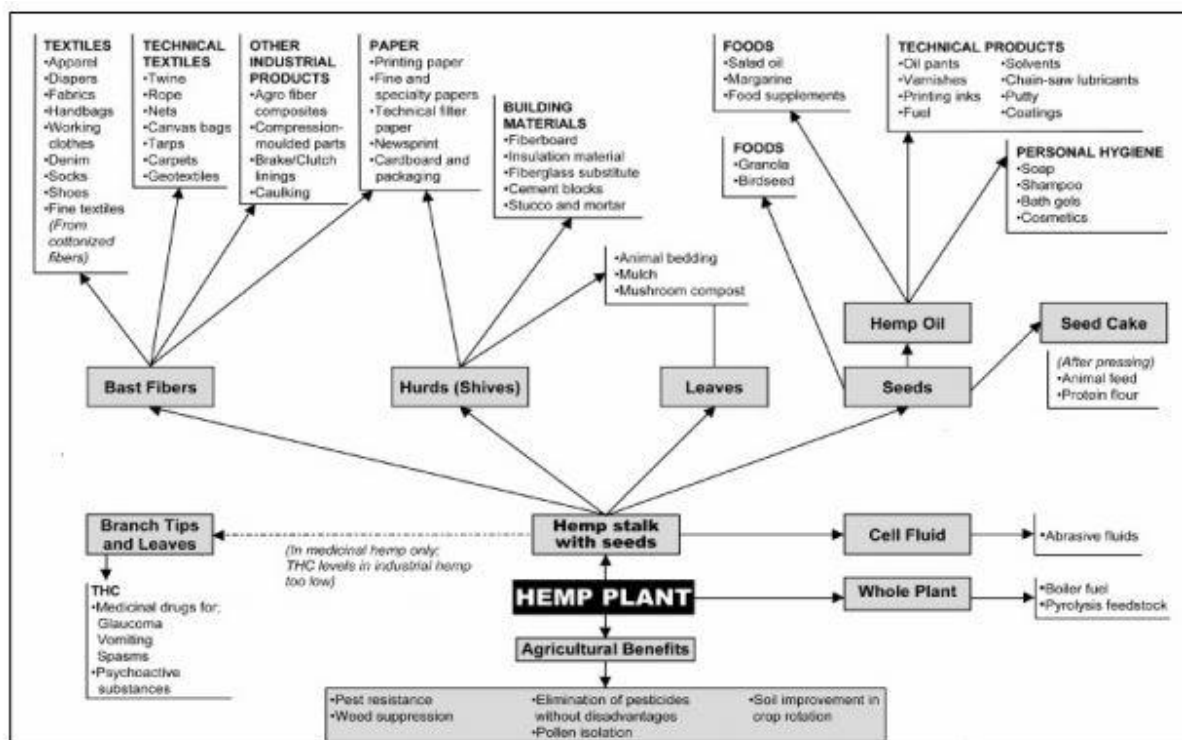 TEXTILES
•Apparel
•Diapers
•Fabrics
•Handbags
•Working
clothes
•Denim
•Socks
•Shoes
•Fine textiles
(From
cottonized
fibers)
TECHNICAL
TEXTILES
•Twine
•Rope
•Nets
•Canvas bags
•Tarps
•Carpets
•Geotextiles
OTHER
INDUSTRIAL
PRODUCTS
•Agro fiber
composites
•Compression-
moulded parts
•Brake/Clutch
linings
•Caulking
PAPER
•Printing paper
•Fine and
specialty papers
•Technical filter
paper
•Newsprint
•Cardboard and
packaging
BUILDING
MATERIALS
•Fiberboard
•Insulation material
•Fiberglass substitute
•Cement blocks
•Stucco and mortar
•Animal bedding
•Mulch
•Mushroom compost
FOODS
•Salad oil
•Margarine
•Food supplements
FOODS
•Granola
•Birdseed
TECHNICAL PRODUCTS
•Oil pants
•Varnishes
•Printing inks
•Fuel
•Solvents
•Chain-saw lubricants
•Putty
•Coatings
PERSONAL HYGIENE
•Soap
•Shampoo
•Bath gels
•Cosmetics
Hemp Oil
Seed Cake
(After pressing)
•Animal feed
•Protein flour
Bast Fibers
Hurds (Shives)
Leaves
Seeds
Branch Tips
and Leaves
(In medicinal hemp only;
THC levels in industrial hemp
too low)
Hemp stalk
with seeds
Cell Fluid
•Abrasive fluids
HEMP PLANT
Whole Plant
•Boiler fuel
•Pyrolysis feedstock
THC
•Medicinal drugs for;
Glaucoma
Vomiting
Spasms
•Psychoactive
substances
Agricultural Benefits
•Pest resistance
•Weed suppression
•Elimination of pesticides
without disadvantages
•Pollen isolation
•Soil improvement in
crop rotation